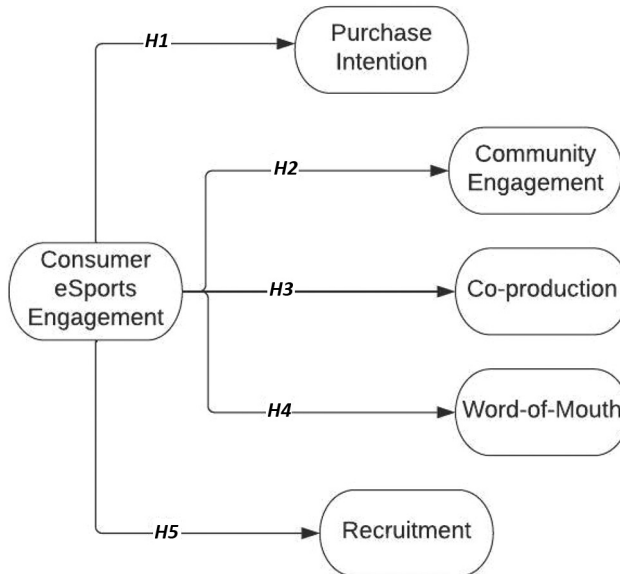 H1
Purchase
Intention
H2
Community
Engagement
Consumer
eSports
Engagement
H3
Co-production
H4
Word-of-Mouth
H5
Recruitment